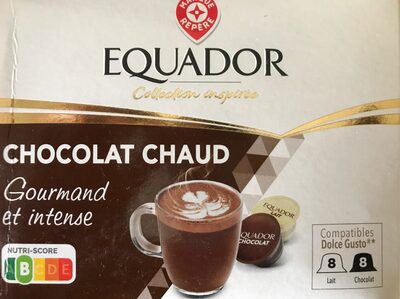 MARQUE
REPÈRE
EQUADOR
Collection inspirée
CHOCOLAT CHAUD
Gourmand
et intense
EQUADOR
LAIT
EQUADOR
CHOCOLAT
Compatibles
Dolce Gusto**
8 8
Lait Chocolat
NUTRI-SCORE
A B C D E